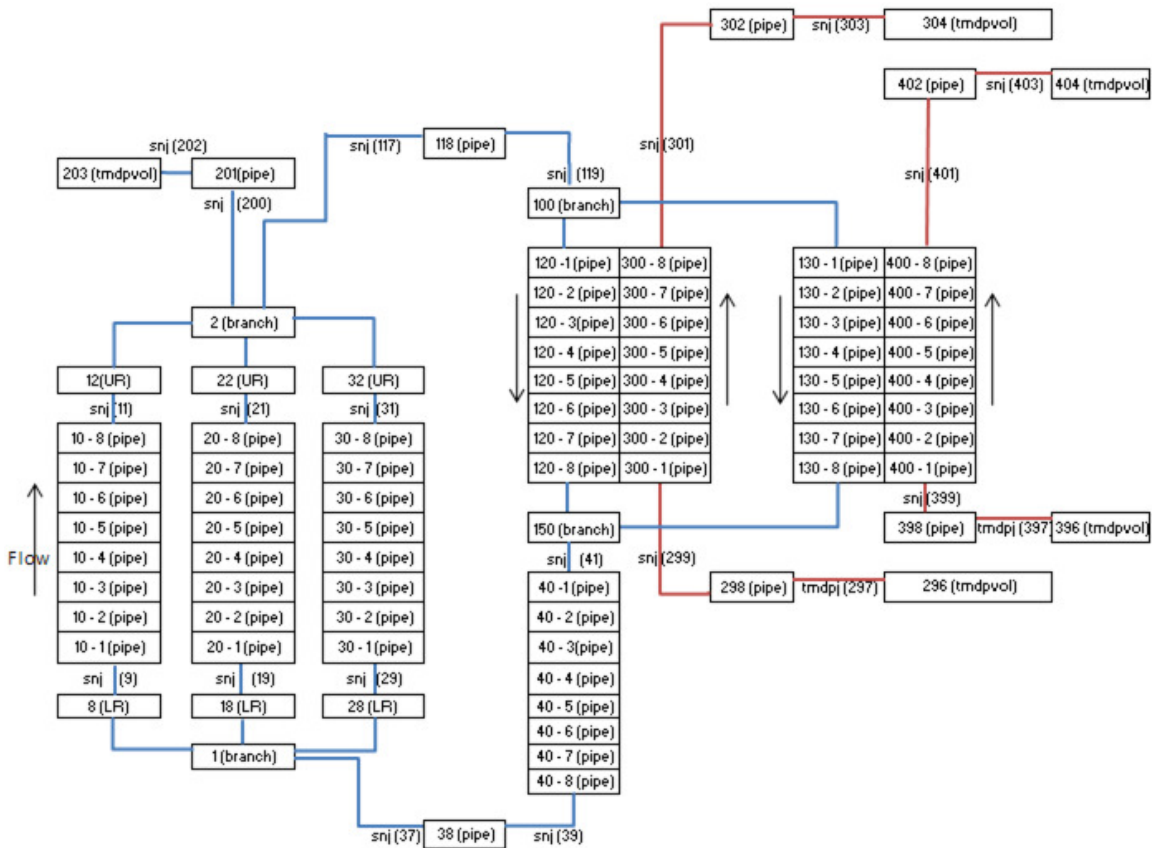 302 (pipe) snj (303) 304 (tmdpvol)
402 (pipe) snj (403) 404 (tmdpvol)
snj (202) snj (117) 118 (pipe) snj (301)
203 (tmdpvol) 201(pipe) snj (119) snj (401)
snj (200) 100 (branch)
120 -1 (pipe) 300 - 8 (pipe) 130 - 1 (pipe) 400 - 8 (pipe)
120 - 2 (pipe) 300 - 7 (pipe) 130 - 2 (pipe) 400 - 7 (pipe)
2 (branch) 120 - 3(pipe) 300 - 6 (pipe) 130 - 3 (pipe) 400 - 6 (pipe)
120 - 4 (pipe) 300 - 5 (pipe) 130 - 4 (pipe) 400 - 5 (pipe)
12(UR) 22 (UR) 32 (UR) 120 - 5 (pipe) 300 - 4 (pipe) 130 - 5 (pipe) 400 - 4 (pipe)
snj (11) snj (21) snj (31) 120 - 6 (pipe) 300 - 3 (pipe) 130 - 6 (pipe) 400 - 3 (pipe)
10 - 8 (pipe) 20 - 8 (pipe) 30 - 8 (pipe) 120 - 7 (pipe) 300 - 2 (pipe) 130 - 7 (pipe) 400 - 2 (pipe)
10 - 7 (pipe) 20 - 7 (pipe) 30 - 7 (pipe) 120 - 8 (pipe) 300 - 1 (pipe) 130 - 8 (pipe) 400 - 1 (pipe)
10 - 6 (pipe) 20 - 6 (pipe) 30 - 6 (pipe) snj (399)
10 - 5 (pipe) 20 - 5 (pipe) 30 - 5 (pipe) 150 (branch) 398 (pipe) tmdpj (397) 396 (tmdpvol)
Flow 10 - 4 (pipe) 20 - 4 (pipe) 30 - 4 (pipe) snj (41) snj (299)
10 - 3 (pipe) 20 - 3 (pipe) 30 - 3 (pipe) 40 -1 (pipe) 298 (pipe) tmdpj (297) 296 (tmdpvol)
10 - 2 (pipe) 20 - 2 (pipe) 30 - 2 (pipe) 40 - 2 (pipe)
10 - 1 (pipe) 20 - 1 (pipe) 30 - 1 (pipe) 40 - 3(pipe)
snj (9) snj (19) snj (29) 40 - 4 (pipe)
8 (LR) 18 (LR) 28 (LR) 40 - 5 (pipe)
40 - 6 (pipe)
1 (branch) 40 - 7 (pipe)
40 - 8 (pipe)
snj (37) 38 (pipe) snj (39)